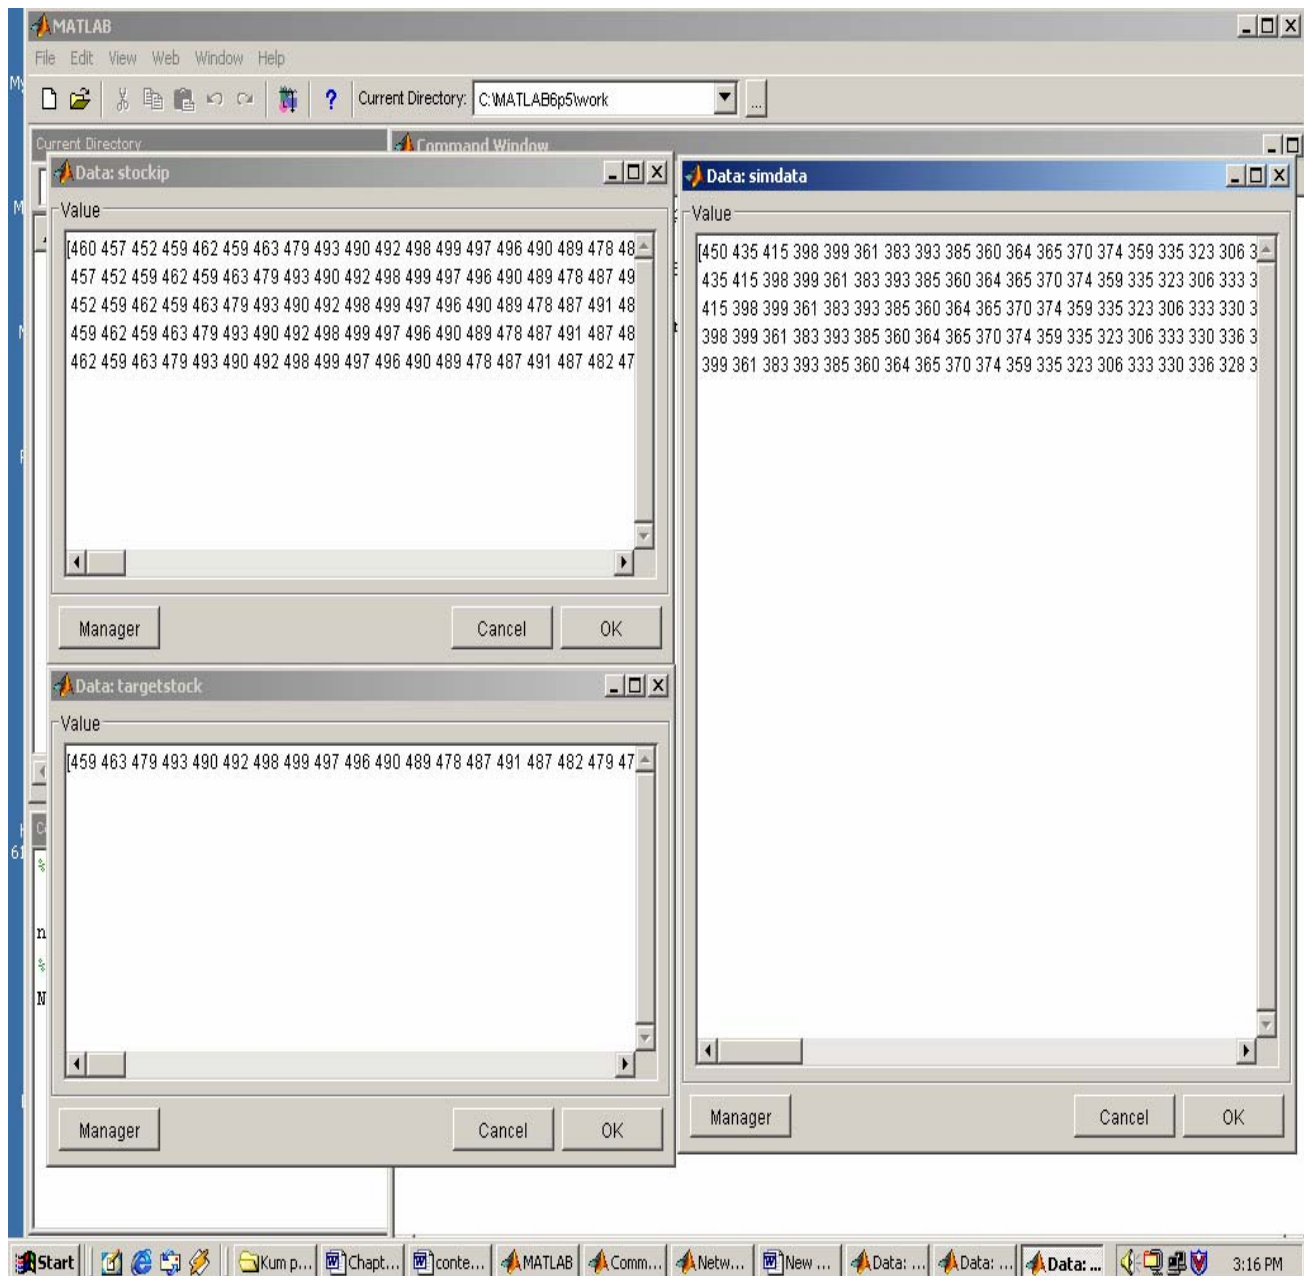 MATLAB
File Edit View Web Window Help
Current Directory: C:\MATLAB6p5\work
...
Current Directory
Command Window
Data: stockip
Value
[460 457 452 459 462 459 463 479 493 490 492 498 499 497 496 490 489 478 48
457 452 459 462 459 463 479 493 490 492 498 499 497 496 490 489 478 487 49
452 459 462 459 463 479 493 490 492 498 499 497 496 490 489 478 487 491 48
459 462 459 463 479 493 490 492 498 499 497 496 490 489 478 487 491 487 48
462 459 463 479 493 490 492 498 499 497 496 490 489 478 487 491 487 482 47
Manager Cancel OK
Data: targetstock
Value
[459 463 479 493 490 492 498 499 497 496 490 489 478 487 491 487 482 479 47
Manager Cancel OK
Data: simdata
Value
[450 435 415 398 399 361 383 393 385 360 364 365 370 374 359 335 323 306 3
435 415 398 399 361 383 393 385 360 364 365 370 374 359 335 323 306 333 3
415 398 399 361 383 393 385 360 364 365 370 374 359 335 323 306 333 330 3
398 399 361 383 393 385 360 364 365 370 374 359 335 323 306 333 330 336 3
399 361 383 393 385 360 364 365 370 374 359 335 323 306 333 330 336 328 3
Manager Cancel OK
My
61
%
n
%
N
Start Kum p... Chapt... conte... MATLAB Comm... Netw... New ... Data: ... Data: ... Data: ... 3:16 PM